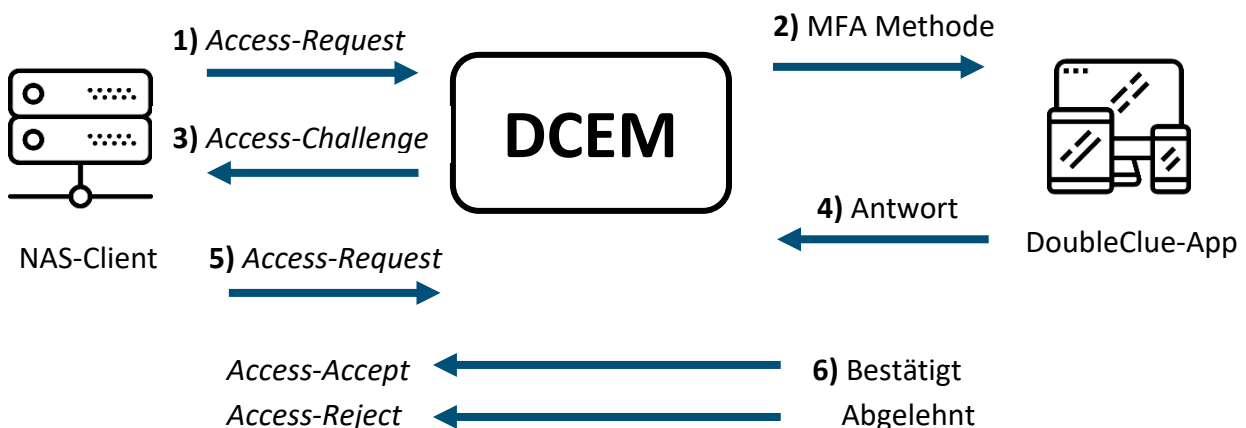 1) Access-Request
2) MFA Methode
DCEM
3) Access-Challenge
4) Antwort
NAS-Client
5) Access-Request
DoubleClue-App
Access-Accept
6) Bestätigt
Access-Reject
Abgelehnt